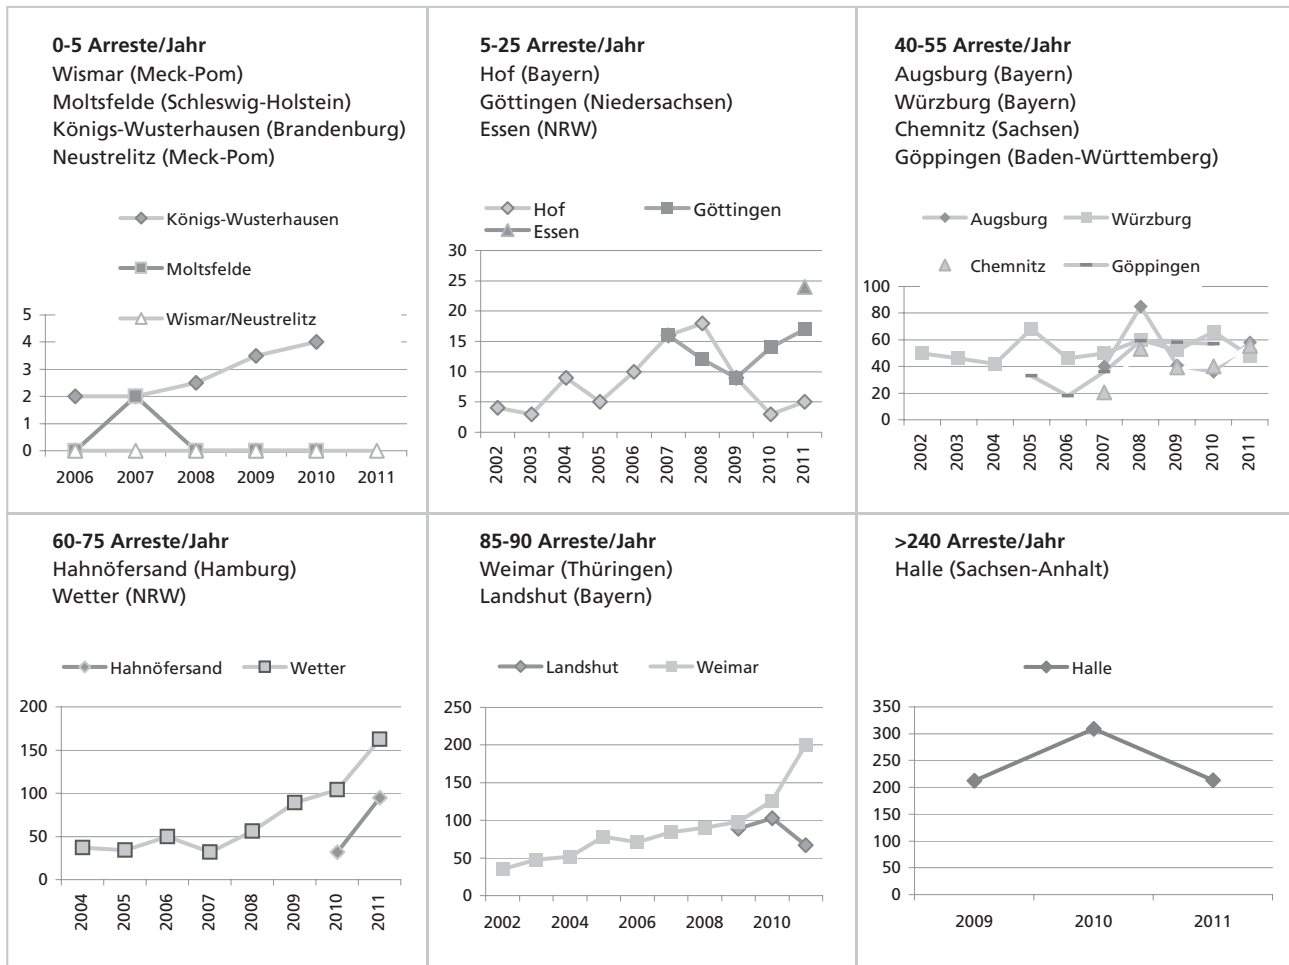 0-5 Arreste/Jahr
Wismar (Meck-Pom)
Moltsfelde (Schleswig-Holstein)
Königs-Wusterhausen (Brandenburg)
Neustrelitz (Meck-Pom)
Königs-Wusterhausen
Moltsfelde
Wismar/Neustrelitz
5
4
3
2
1
0
2006 2007 2008 2009 2010 2011
5-25 Arreste/Jahr
Hof (Bayern)
Göttingen (Niedersachsen)
Essen (NRW)
Hof Göttingen
Essen
30
25
20
15
10
5
0
2002 2003 2004 2005 2006 2007 2008 2009 2010 2011
40-55 Arreste/Jahr
Augsburg (Bayern)
Würzburg (Bayern)
Chemnitz (Sachsen)
Göppingen (Baden-Württemberg)
Augsburg Würzburg
Chemnitz Göppingen
100
80
60
40
20
0
2002 2003 2004 2005 2006 2007 2008 2009 2010 2011
60-75 Arreste/Jahr
Hahnöfersand (Hamburg)
Wetter (NRW)
Hahnöfersand Wetter
200
150
100
50
0
2004 2005 2006 2007 2008 2009 2010 2011
85-90 Arreste/Jahr
Weimar (Thüringen)
Landshut (Bayern)
Landshut Weimar
250
200
150
100
50
0
2002 2004 2006 2008 2010
>240 Arreste/Jahr
Halle (Sachsen-Anhalt)
Halle
350
300
250
200
150
100
50
0
2009 2010 2011